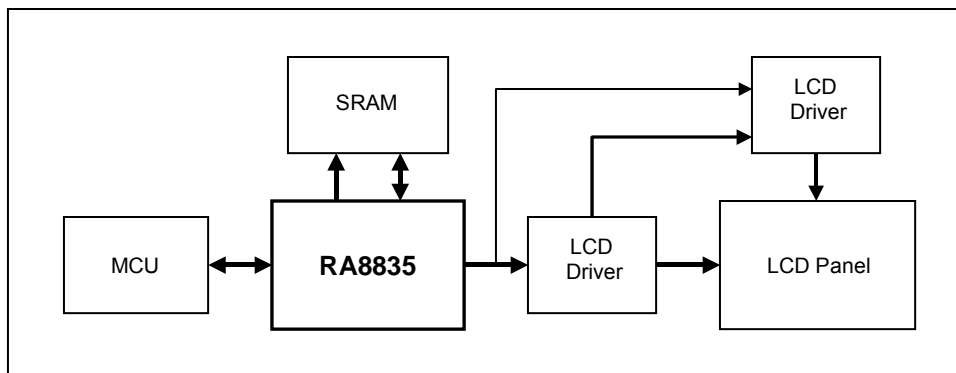 SRAM
LCD
Driver
MCU
RA8835
LCD
Driver
LCD Panel